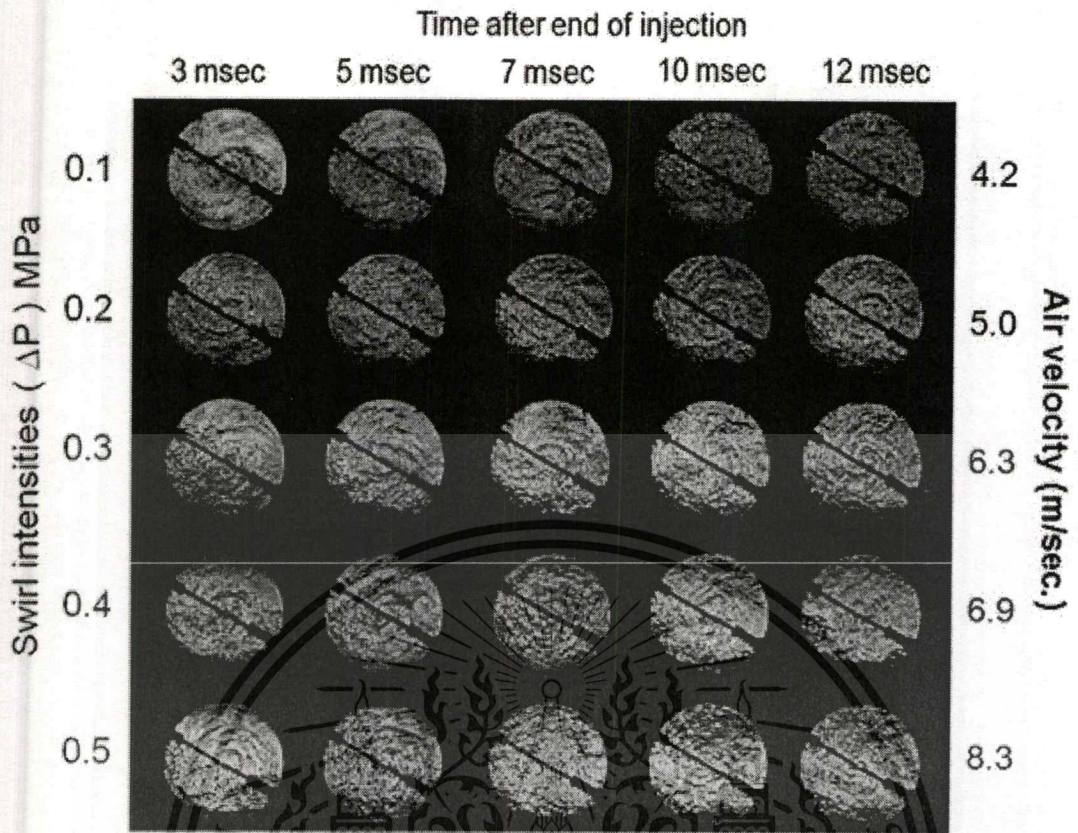 Time after end of injection
3 msec 5 msec 7 msec 10 msec 12 msec
Swirl intensities ( ΔP ) MPa
0.1 4.2
0.2 5.0
0.3 6.3
0.4 6.9
0.5 8.3
Air velocity (m/sec.)